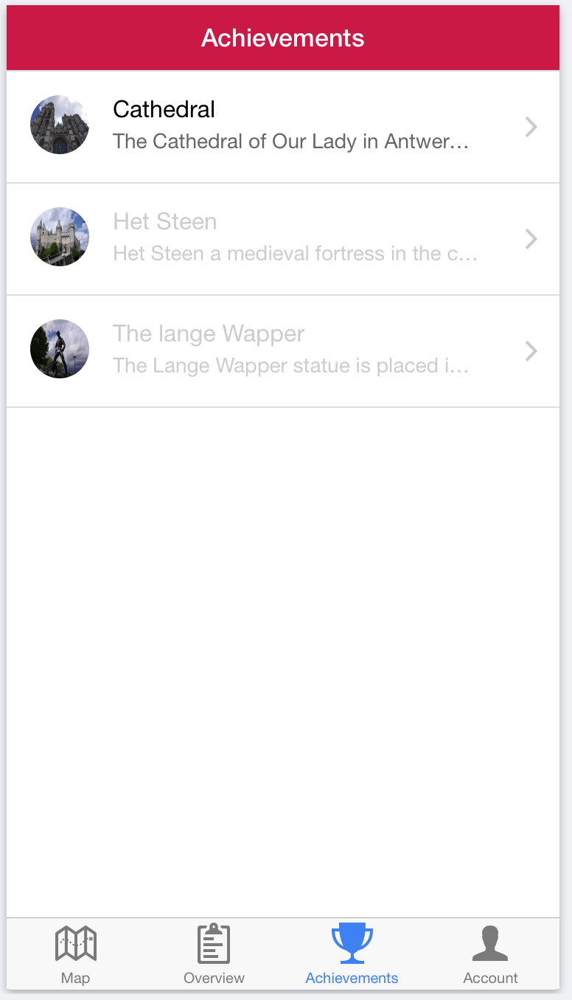 Achievements
Cathedral
The Cathedral of Our Lady in Antwer...
Het Steen
Het Steen a medieval fortress in the c...
The lange Wapper
The Lange Wapper statue is placed i...
Map
Overview
Achievements
Account